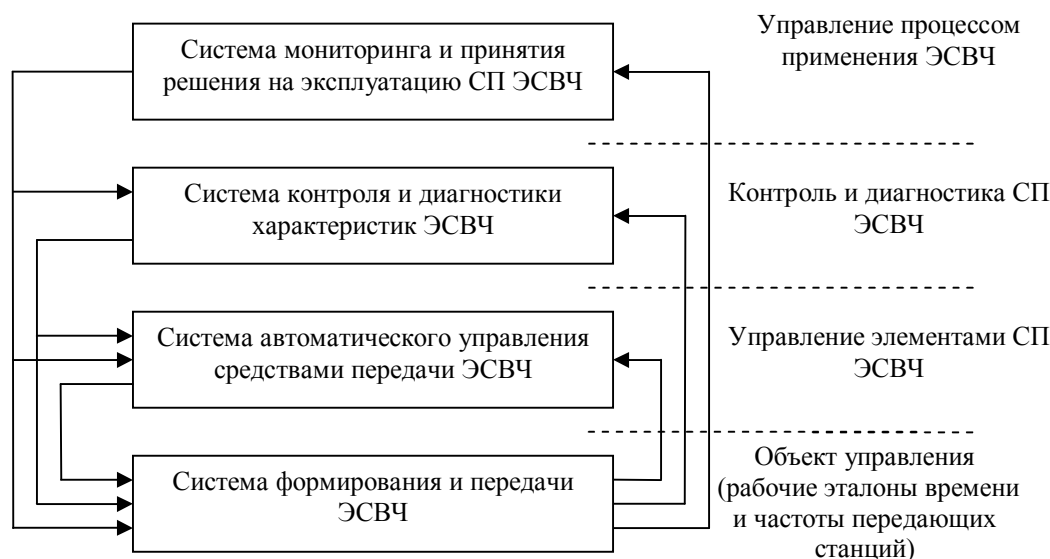 Система мониторинга и принятия
решения на эксплуатацию СП ЭСВЧ
Управление процессом
применения ЭСВЧ
Система контроля и диагностики
характеристик ЭСВЧ
Контроль и диагностика СП
ЭСВЧ
Система автоматического управления
средствами передачи ЭСВЧ
Управление элементами СП
ЭСВЧ
Система формирования и передачи
ЭСВЧ
Объект управления
(рабочие эталоны времени
и частоты передающих
станций)